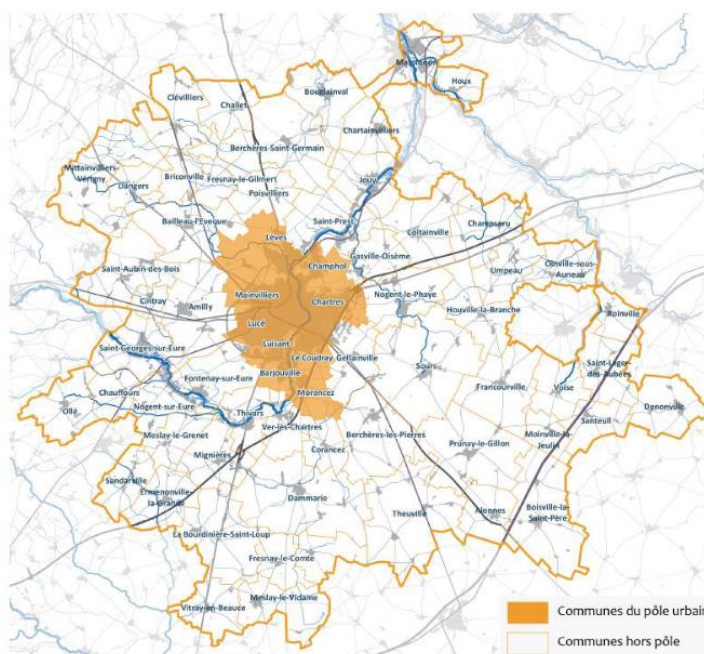 Maintenon
Houx
Clévilliers
Challet
Bouglainval
Chartainvilliers
Berchères-Saint-Germain
Mittainvilliers-
Vérigny
Dangers
Briconville
Fresnay-le-Gilmert
Poisvilliers
Jouy
Bailleau-l'Evêque
Saint-Prest
Lèves
Coltainville
Champseru
Gasville-Oisème
Champhol
Saint-Aubin-des-Bois
Umpeau
Oinville-sous-
Auneau
Cintray
Amilly
Mainvilliers
Chartres
Nogent-le-Phaye
Houville-la-Branche
Roinville
Lucé
Saint-Georges-sur-Eure
Luisant
Le Coudray
Gellainville
Sours
Saint-Léger-
des-Aubées
Barjouville
Fontenay-sur-Eure
Chauffours
Francourville
Voise
Ollé
Nogent-sur-Eure
Morancez
Denonville
Thivars
Ver-lès-Chartres
Santeuil
Meslay-le-Grenet
Berchères-les-Pierres
Moinville-la-
Jeulin
Mignières
Corancez
Prunay-le-Gillon
Sandarville
Ermenonville-
la-Grande
Dammarie
Theuville
Allonnes
Boisville-la-
Saint-Père
La Bourdinière-Saint-Loup
Fresnay-le-Comte
Meslay-le-Vidame
Vitray-en-Beauce
Communes du pôle urbain
Communes hors pôle